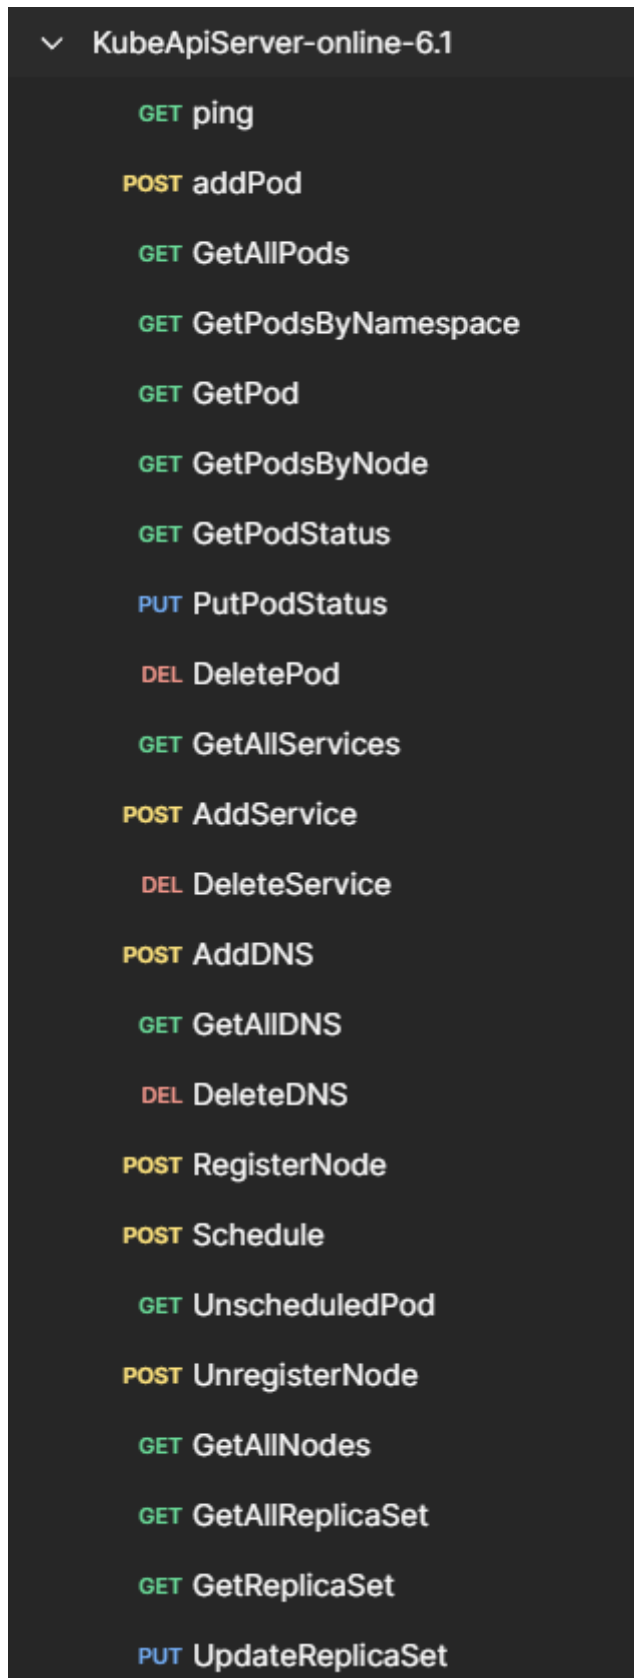 KubeApiServer-online-6.1
GET ping
POST addPod
GET GetAllPods
GET GetPodsByNamespace
GET GetPod
GET GetPodsByNode
GET GetPodStatus
PUT PutPodStatus
DEL DeletePod
GET GetAllServices
POST AddService
DEL DeleteService
POST AddDNS
GET GetAllDNS
DEL DeleteDNS
POST RegisterNode
POST Schedule
GET UnscheduledPod
POST UnregisterNode
GET GetAllNodes
GET GetAllReplicaSet
GET GetReplicaSet
PUT UpdateReplicaSet